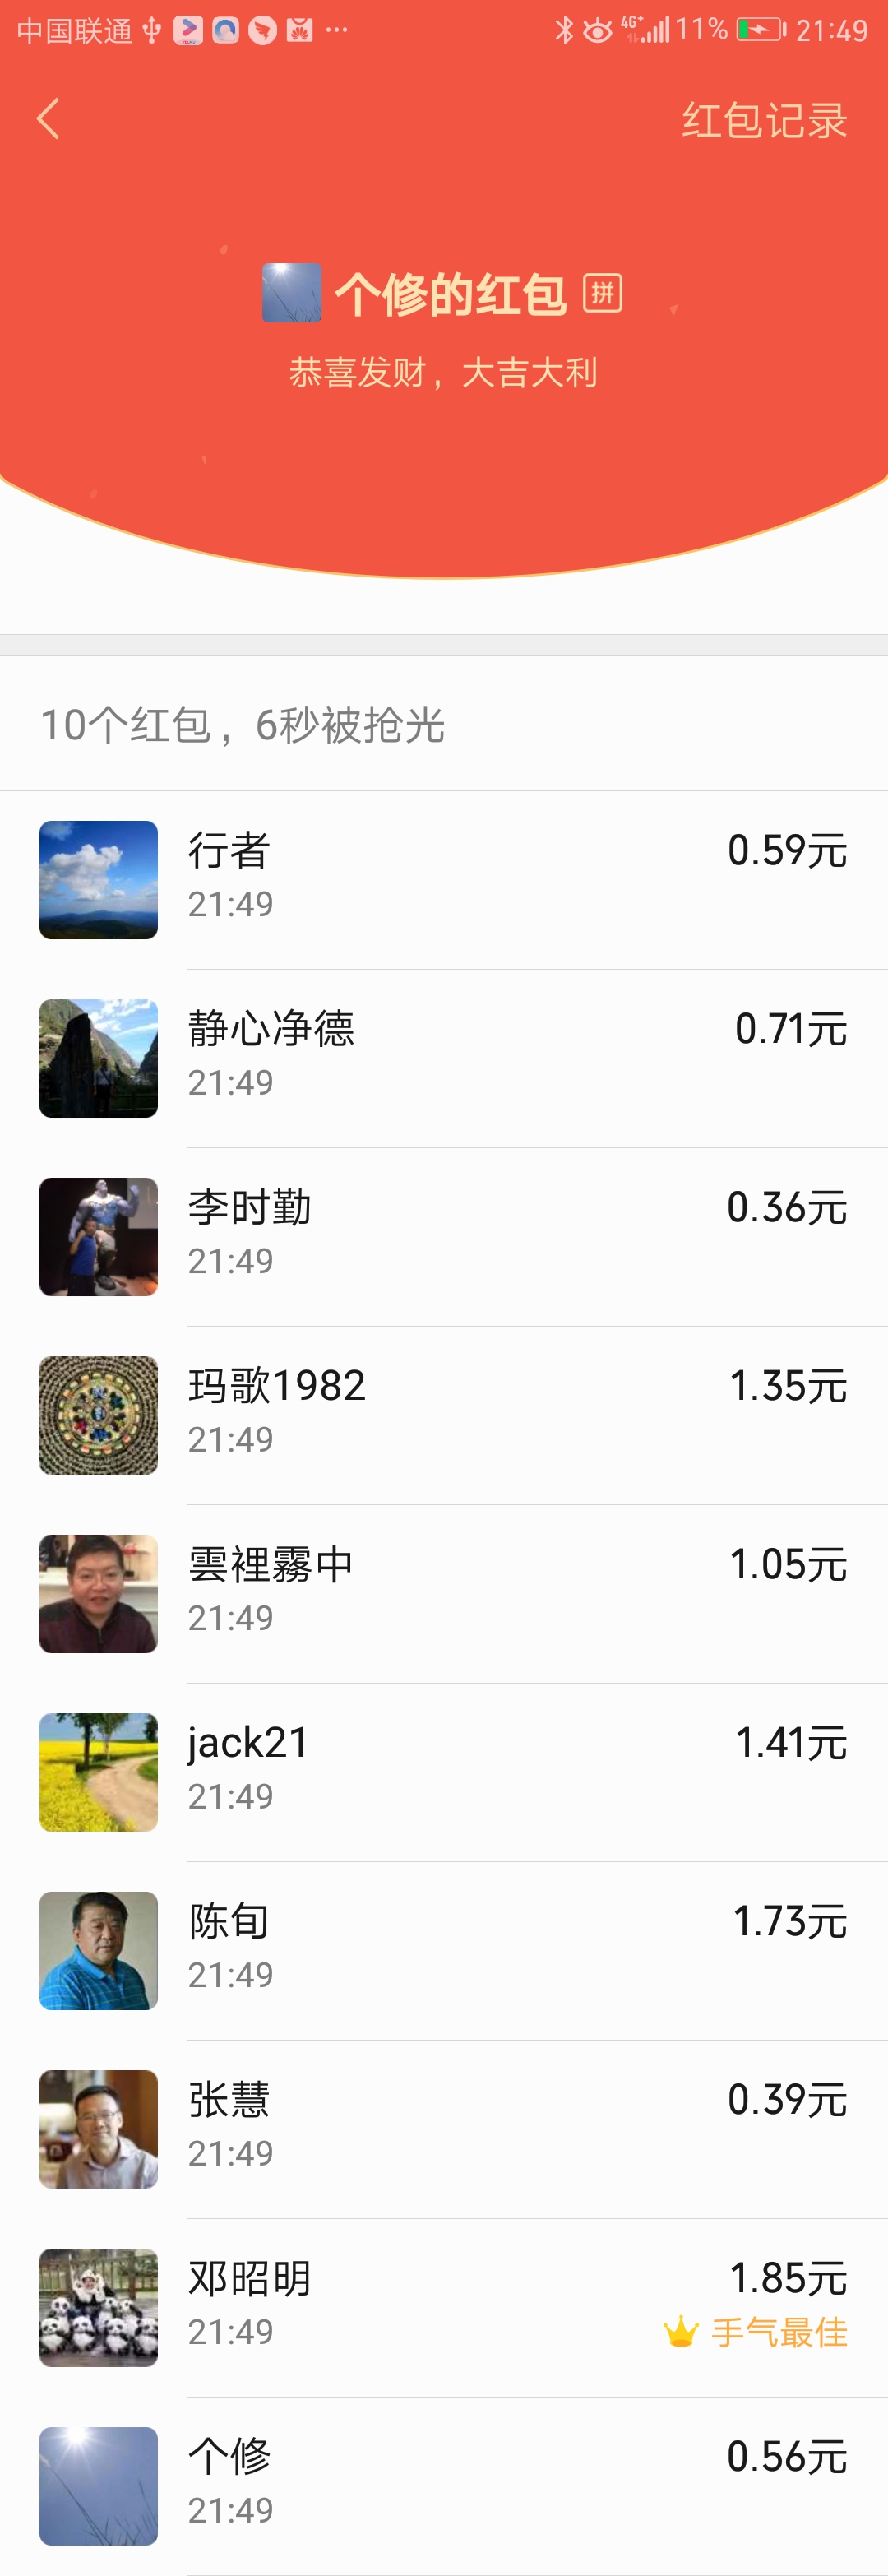 中国联通 4G+ 11% 21:49
红包记录
个修的红包 拼
恭喜发财，大吉大利
10个红包，6秒被抢光
行者 0.59元
21:49
静心净德 0.71元
21:49
李时勤 0.36元
21:49
玛歌1982 1.35元
21:49
雲裡霧中 1.05元
21:49
jack21 1.41元
21:49
陈旬 1.73元
21:49
张慧 0.39元
21:49
邓昭明 1.85元
21:49 手气最佳
个修 0.56元
21:49